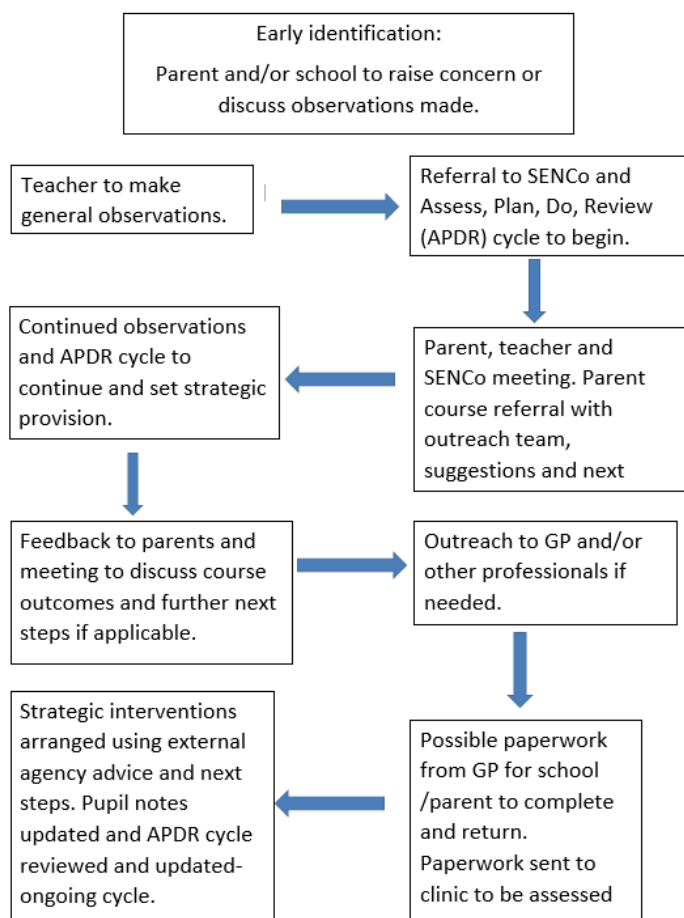 Early identification:
Parent and/or school to raise concern or
discuss observations made.
Teacher to make
general observations.
Referral to SENCo and
Assess, Plan, Do, Review
(APDR) cycle to begin.
Parent, teacher and
SENCo meeting. Parent
course referral with
outreach team,
suggestions and next
Continued observations
and APDR cycle to
continue and set strategic
provision.
Feedback to parents and
meeting to discuss course
outcomes and further next
steps if applicable.
Outreach to GP and/or
other professionals if
needed.
Possible paperwork
from GP for school
/parent to complete
and return.
Paperwork sent to
clinic to be assessed
Strategic interventions
arranged using external
agency advice and next
steps. Pupil notes
updated and APDR cycle
reviewed and updated-
ongoing cycle.